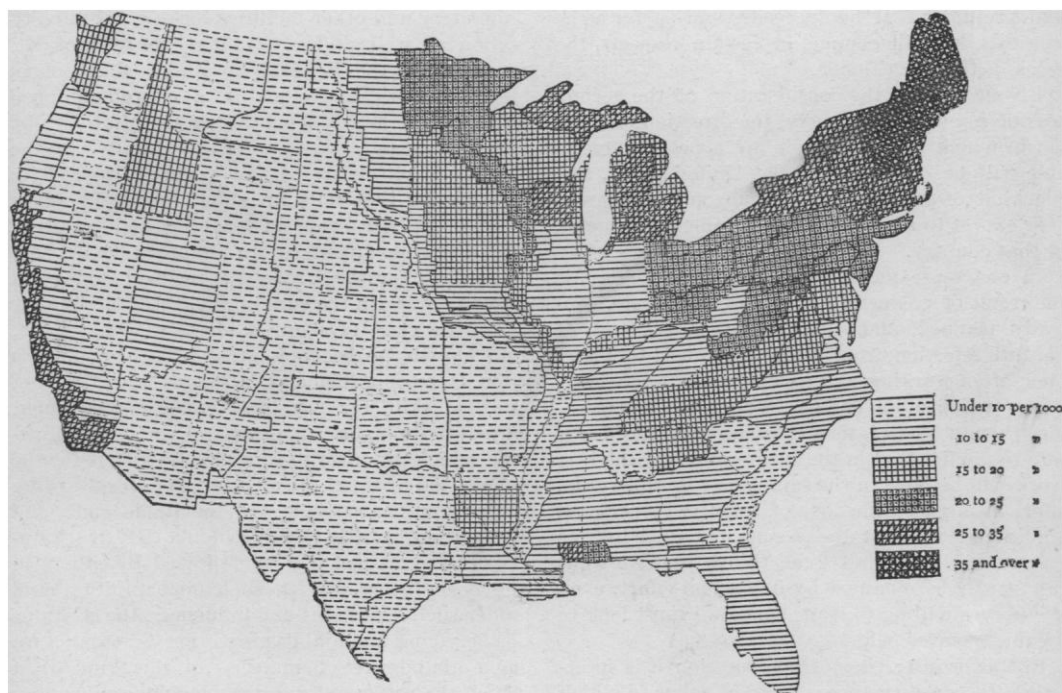 Under 10 per 1000
10 to 15 "
15 to 20 "
20 to 25 "
25 to 35 "
35 and over "